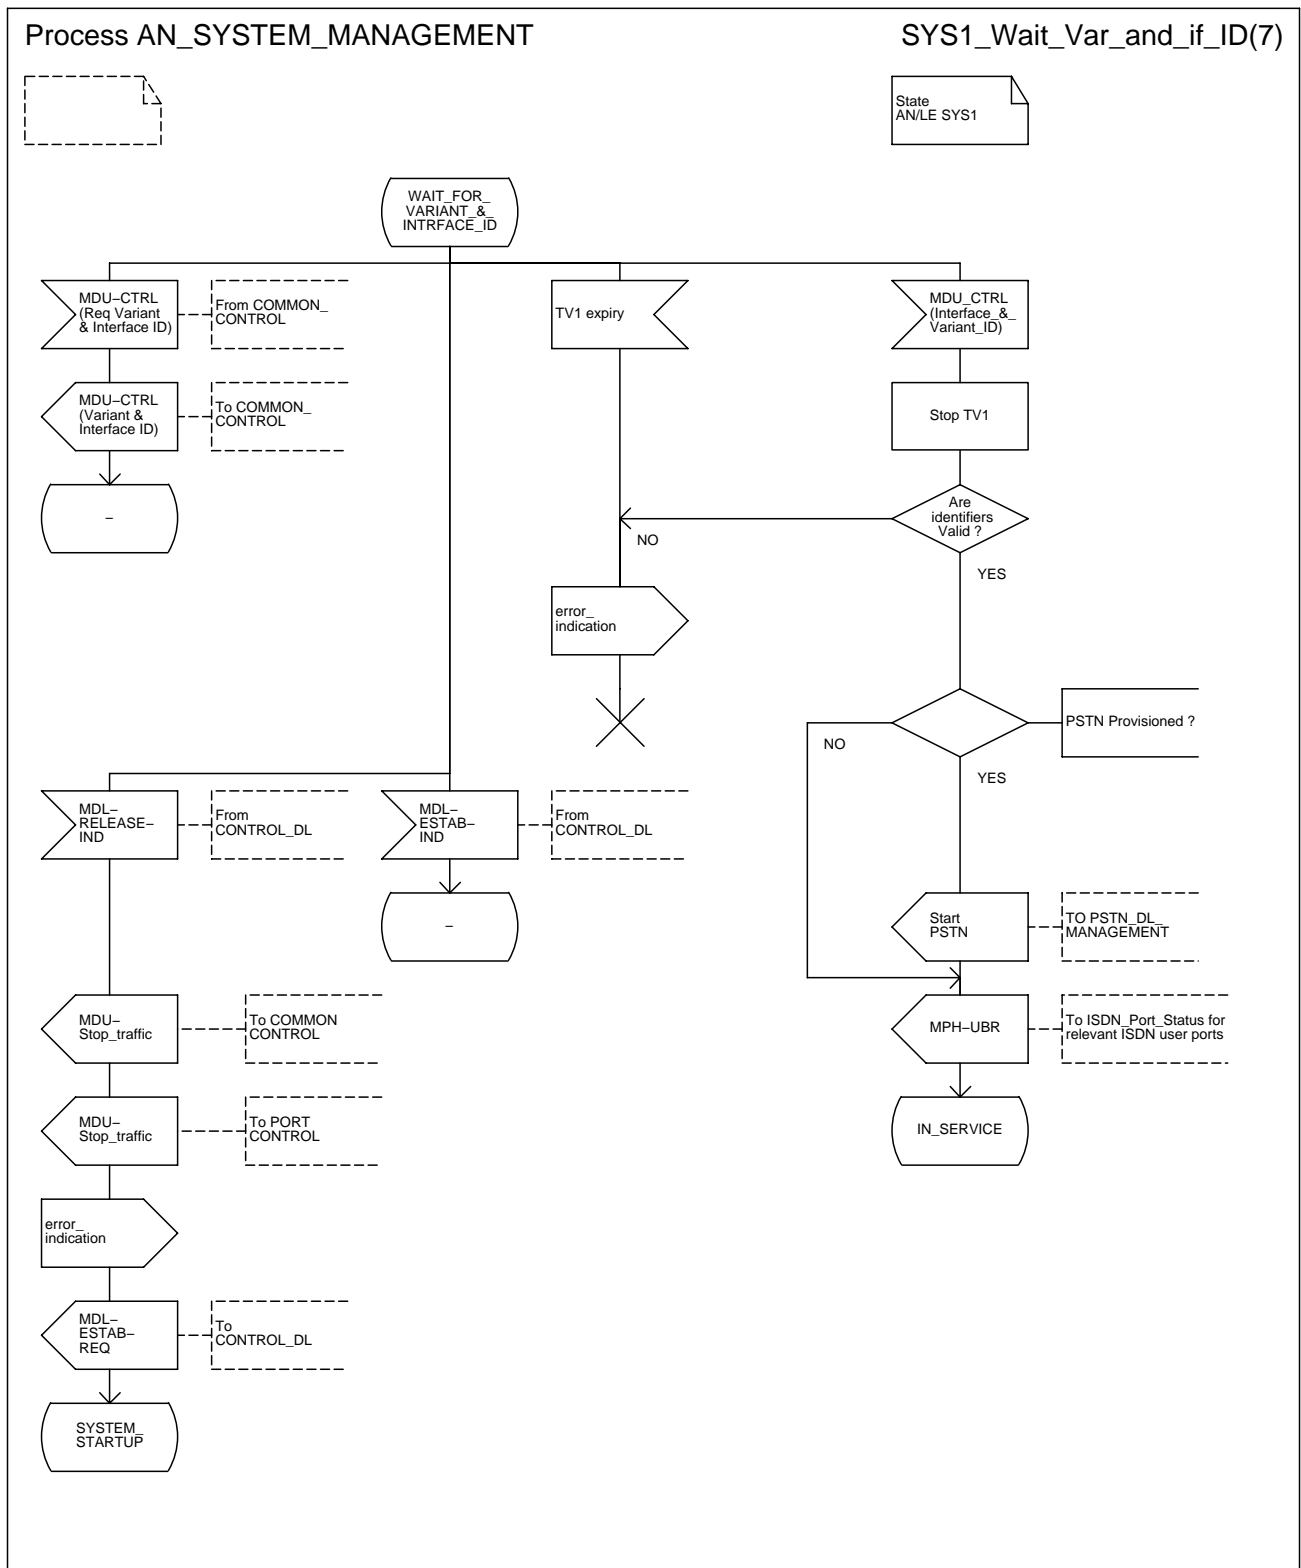 Process AN_SYSTEM_MANAGEMENT
SYS1_Wait_Var_and_if_ID(7)
State
AN/LE SYS1
WAIT_FOR_
VARIANT_&_
INTRFACE_ID
MDU–CTRL
(Req Variant
& Interface ID)
From COMMON_
CONTROL
TV1 expiry
MDU_CTRL
(Interface_&_
Variant_ID)
MDU–CTRL
(Variant &
Interface ID)
To COMMON_
CONTROL
Stop TV1
–
Are
identifiers
Valid ?
NO
YES
error_
indication
PSTN Provisioned ?
NO
YES
MDL–
RELEASE–
IND
From
CONTROL_DL
MDL–
ESTAB–
IND
From
CONTROL_DL
–
Start
PSTN
TO PSTN_DL_
MANAGEMENT
MDU–
Stop_traffic
To COMMON
CONTROL
MPH–UBR
To ISDN_Port_Status for
relevant ISDN user ports
MDU–
Stop_traffic
To PORT
CONTROL
IN_SERVICE
error_
indication
MDL–
ESTAB–
REQ
To
CONTROL_DL
SYSTEM_
STARTUP